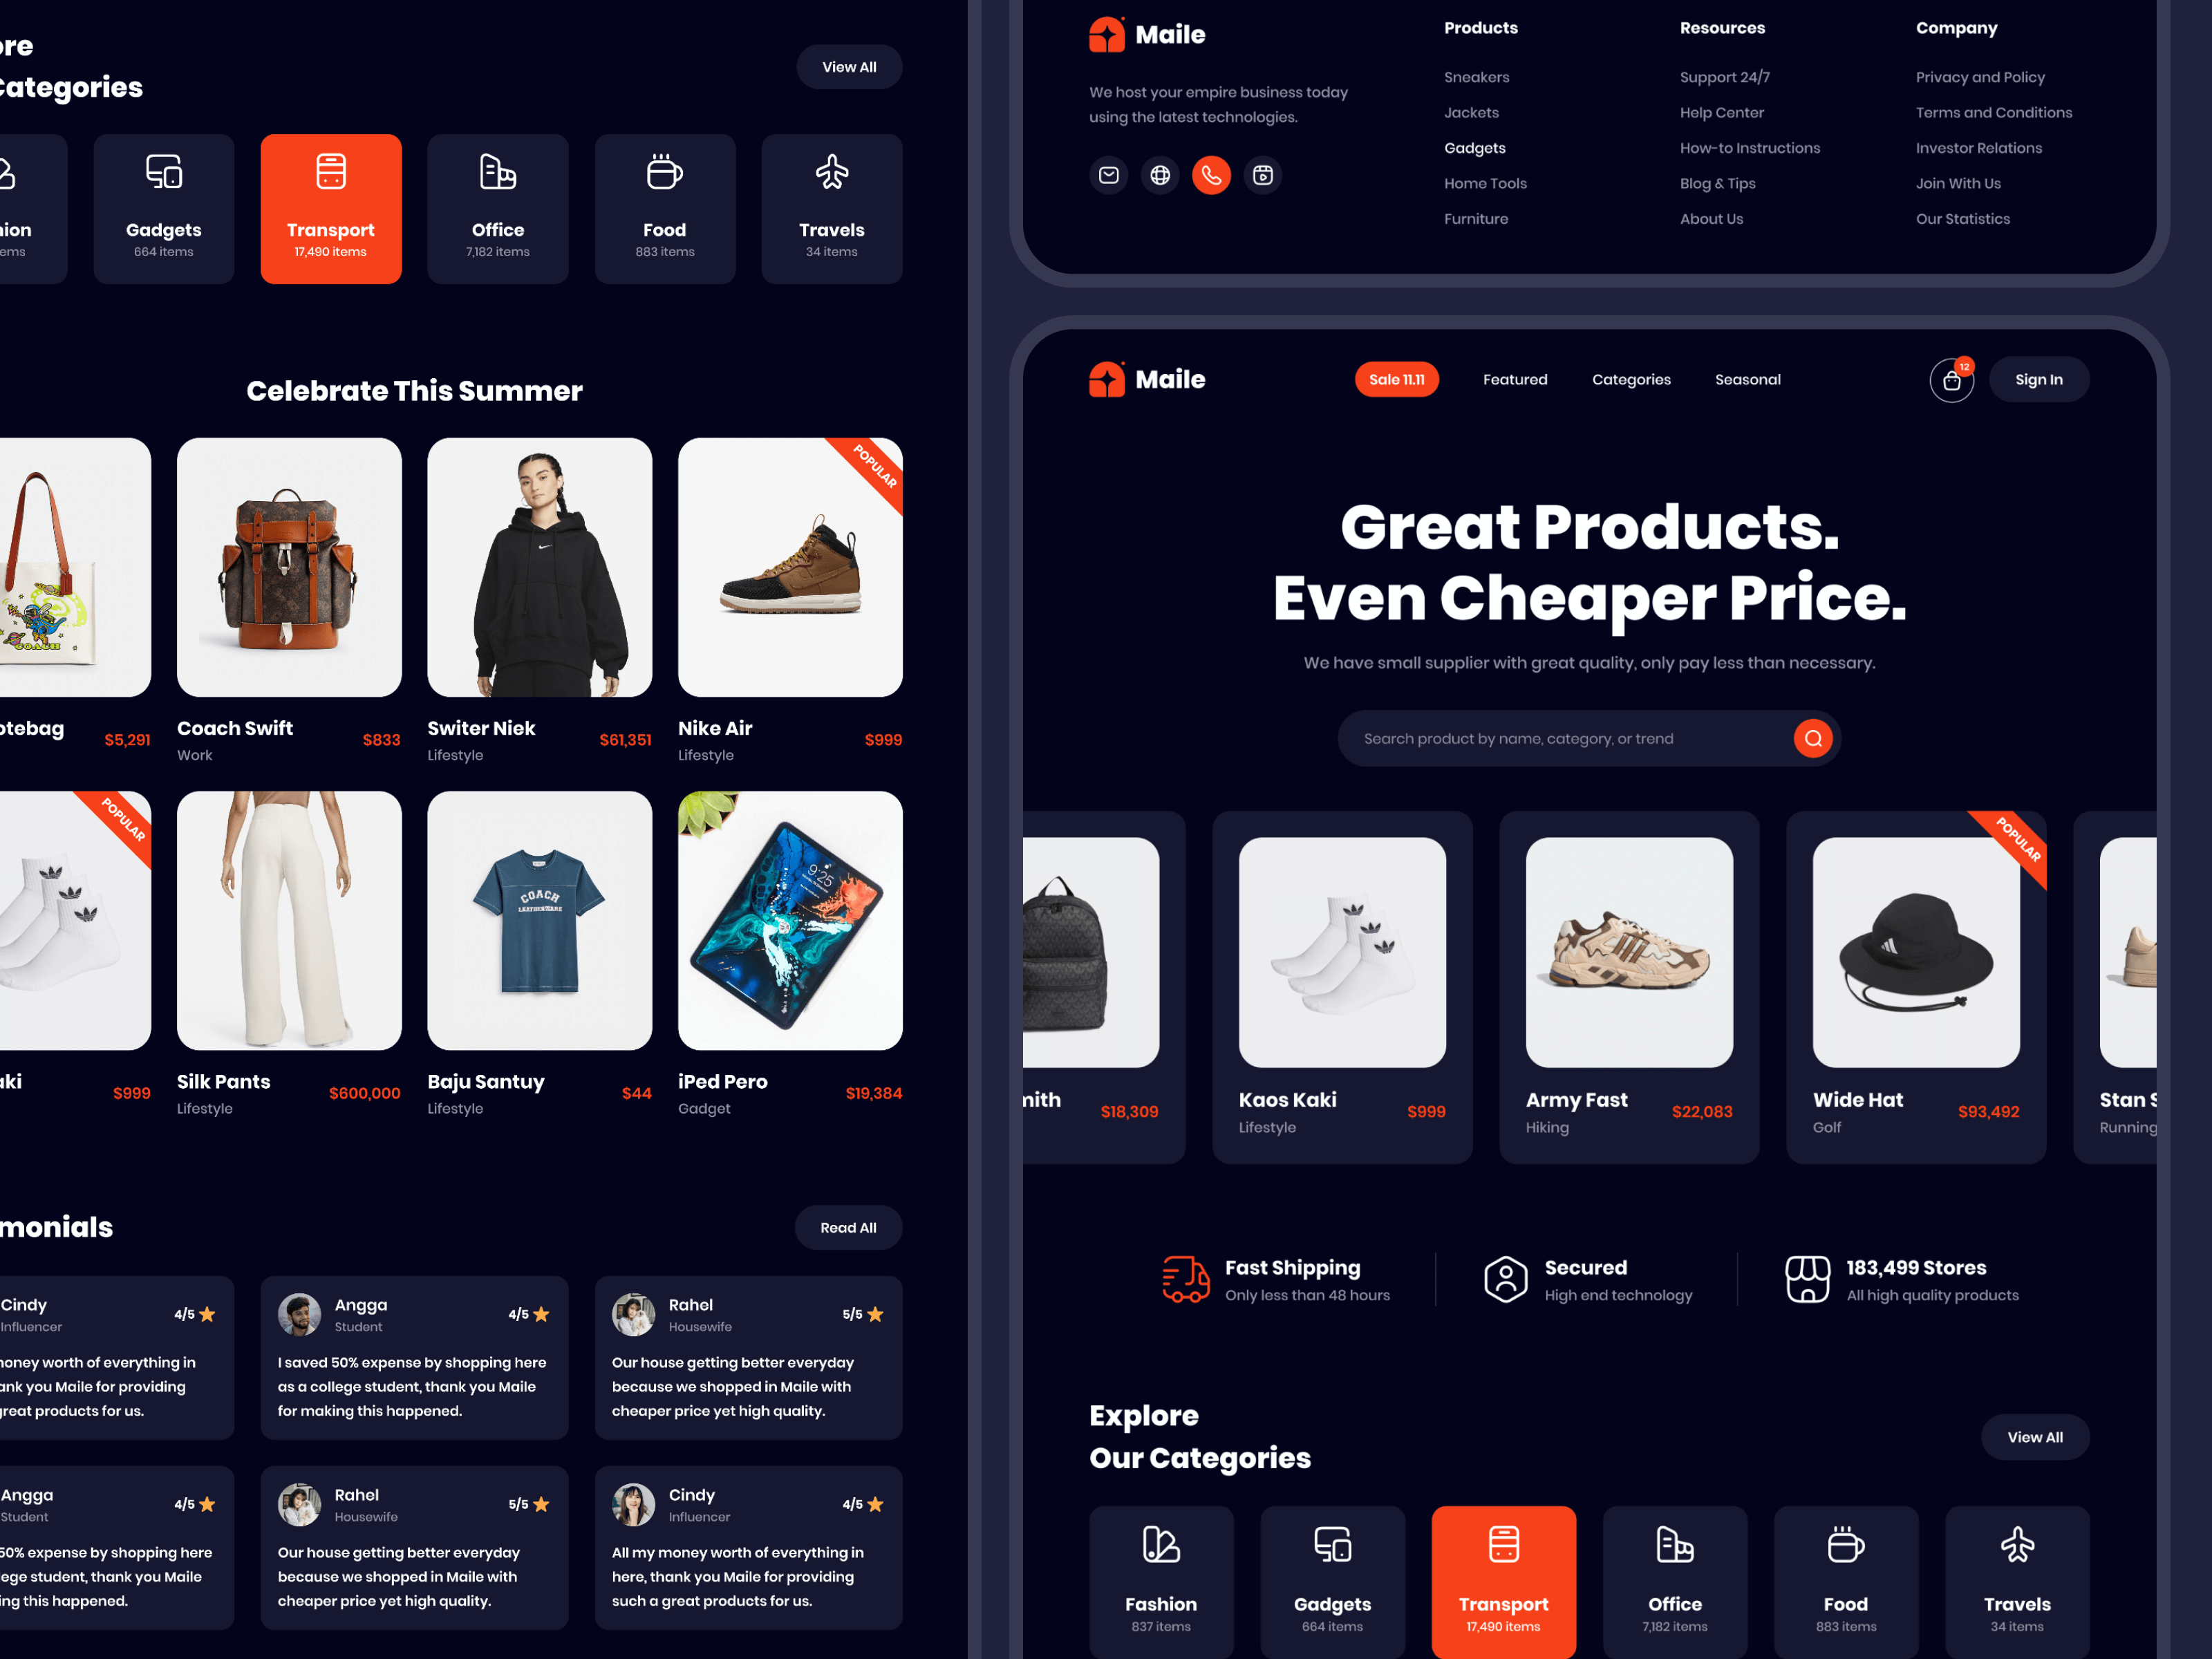 ore
Categories
View All
ion
ems
Gadgets
664 items
Transport
17,490 items
Office
7,182 items
Food
883 items
Travels
34 items
Celebrate This Summer
POPULAR
otebag
$5,291
Coach Swift
$833
Work
Switer Niek
$61,351
Lifestyle
Nike Air
$999
Lifestyle
POPULAR
COACH
LEATHERWARE
9:25
aki
$999
Silk Pants
$600,000
Lifestyle
Baju Santuy
$44
Lifestyle
iPed Pero
$19,384
Gadget
monials
Read All
Cindy
Influencer
4/5
money worth of everything in
ank you Maile for providing
great products for us.
Angga
Student
4/5
I saved 50% expense by shopping here
as a college student, thank you Maile
for making this happened.
Rahel
Housewife
5/5
Our house getting better everyday
because we shopped in Maile with
cheaper price yet high quality.
Angga
Student
4/5
50% expense by shopping here
ege student, thank you Maile
ing this happened.
Rahel
Housewife
5/5
Our house getting better everyday
because we shopped in Maile with
cheaper price yet high quality.
Cindy
Influencer
4/5
All my money worth of everything in
here, thank you Maile for providing
such a great products for us.
Maile
We host your empire business today
using the latest technologies.
Products
Sneakers
Jackets
Gadgets
Home Tools
Furniture
Resources
Support 24/7
Help Center
How-to Instructions
Blog & Tips
About Us
Company
Privacy and Policy
Terms and Conditions
Investor Relations
Join With Us
Our Statistics
Maile
Sale 11.11
Featured
Categories
Seasonal
12
Sign In
Great Products.
Even Cheaper Price.
We have small supplier with great quality, only pay less than necessary.
Search product by name, category, or trend
POPULAR
mith
$18,309
Kaos Kaki
$999
Lifestyle
Army Fast
$22,083
Hiking
Wide Hat
$93,492
Golf
Stan S
Running
Fast Shipping
Only less than 48 hours
Secured
High end technology
183,499 Stores
All high quality products
Explore
Our Categories
View All
Fashion
837 items
Gadgets
664 items
Transport
17,490 items
Office
7,182 items
Food
883 items
Travels
34 items